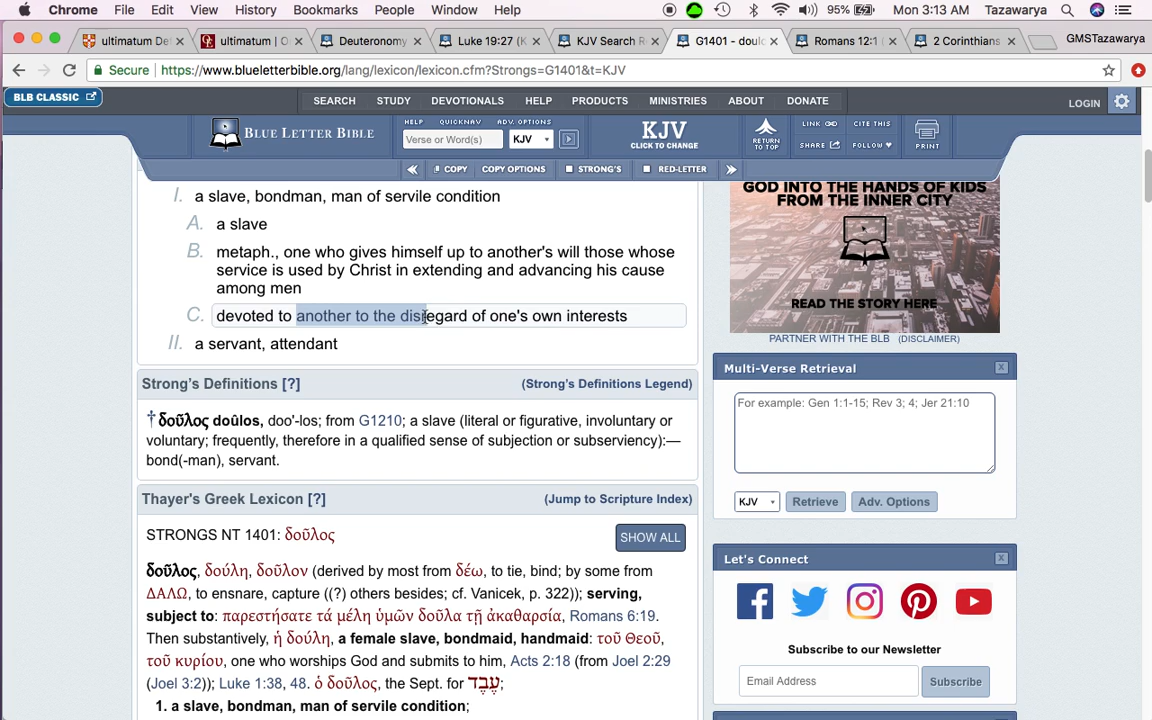 Chrome File Edit View History Bookmarks People Window Help 95% Mon 3:13 AM Tazawarya
ultimatum De ultimatum | O Deuteronomy Luke 19:27 (K KJV Search R G1401 - doulo Romans 12:1 ( 2 Corinthians GMSTazawarya
Secure https://www.blueletterbible.org/lang/lexicon/lexicon.cfm?Strongs=G1401&t=KJV
BLB CLASSIC SEARCH STUDY DEVOTIONALS HELP PRODUCTS MINISTRIES ABOUT DONATE LOGIN
HELP QUICKNAV ADV. OPTIONS
BLUE LETTER BIBLE Verse or Word(s) KJV
KJV
CLICK TO CHANGE
RETURN
TO TOP
LINK CITE THIS
SHARE FOLLOW PRINT
COPY COPY OPTIONS STRONG'S RED-LETTER
I. a slave, bondman, man of servile condition
A. a slave
B. metaph., one who gives himself up to another's will those whose
service is used by Christ in extending and advancing his cause
among men
C. devoted to another to the disregard of one's own interests
II. a servant, attendant
Strong's Definitions [?] (Strong's Definitions Legend)
† δοῦλος doûlos, doo'-los; from G1210; a slave (literal or figurative, involuntary or
voluntary; frequently, therefore in a qualified sense of subjection or subserviency):—
bond(-man), servant.
Thayer's Greek Lexicon [?] (Jump to Scripture Index)
STRONGS NT 1401: δοῦλος SHOW ALL
δοῦλος, δούλη, δοῦλον (derived by most from δέω, to tie, bind; by some from
ΔΑΛΩ, to ensnare, capture ((?) others besides; cf. Vanicek, p. 322)); serving,
subject to: παρεστήσατε τά μέλη ὑμῶν δοῦλα τῇ ἀκαθαρσία, Romans 6:19.
Then substantively, ἡ δούλη, a female slave, bondmaid, handmaid: τοῦ Θεοῦ,
τοῦ κυρίου, one who worships God and submits to him, Acts 2:18 (from Joel 2:29
(Joel 3:2)); Luke 1:38, 48. ὁ δοῦλος, the Sept. for עֶבֶד;
1. a slave, bondman, man of servile condition;
GOD INTO THE HANDS OF KIDS
FROM THE INNER CITY
READ THE STORY HERE
PARTNER WITH THE BLB (DISCLAIMER)
Multi-Verse Retrieval
For example: Gen 1:1-15; Rev 3; 4; Jer 21:10
KJV Retrieve Adv. Options
Let's Connect
Subscribe to our Newsletter
Email Address Subscribe